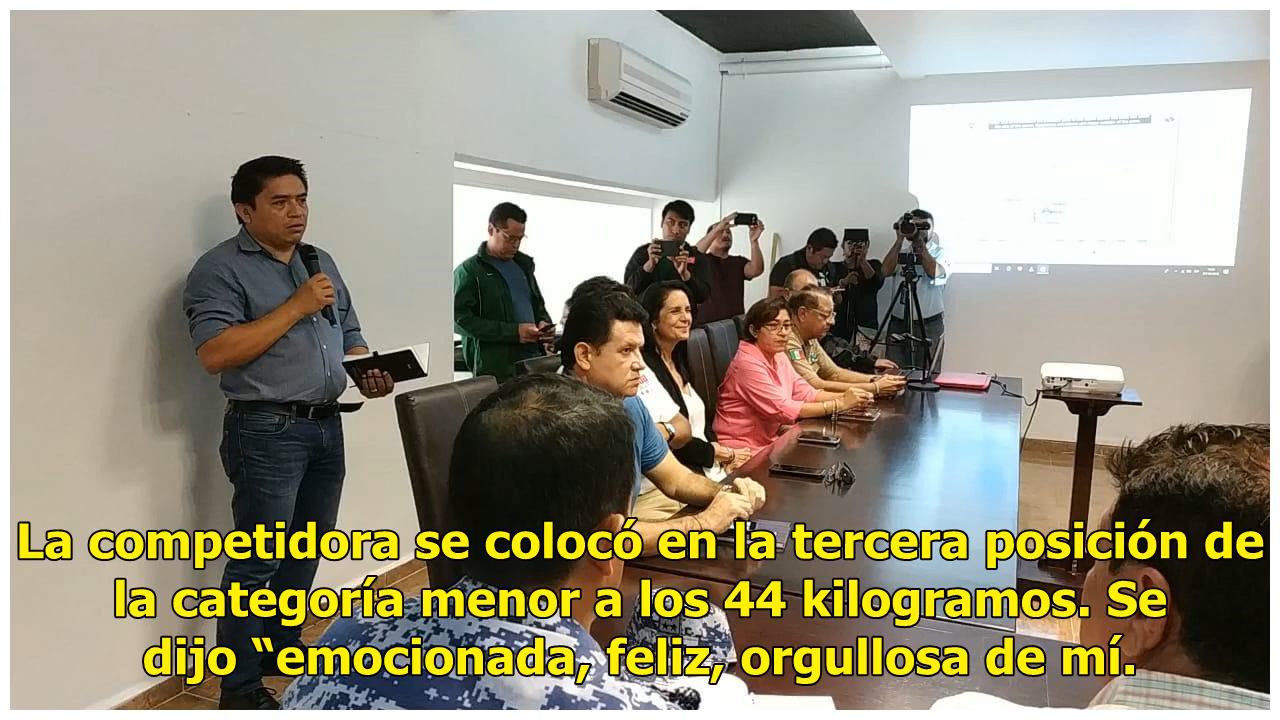 La competidora se colocó en la tercera posición de
la categoría menor a los 44 kilogramos. Se
dijo “emocionada, feliz, orgullosa de mí.